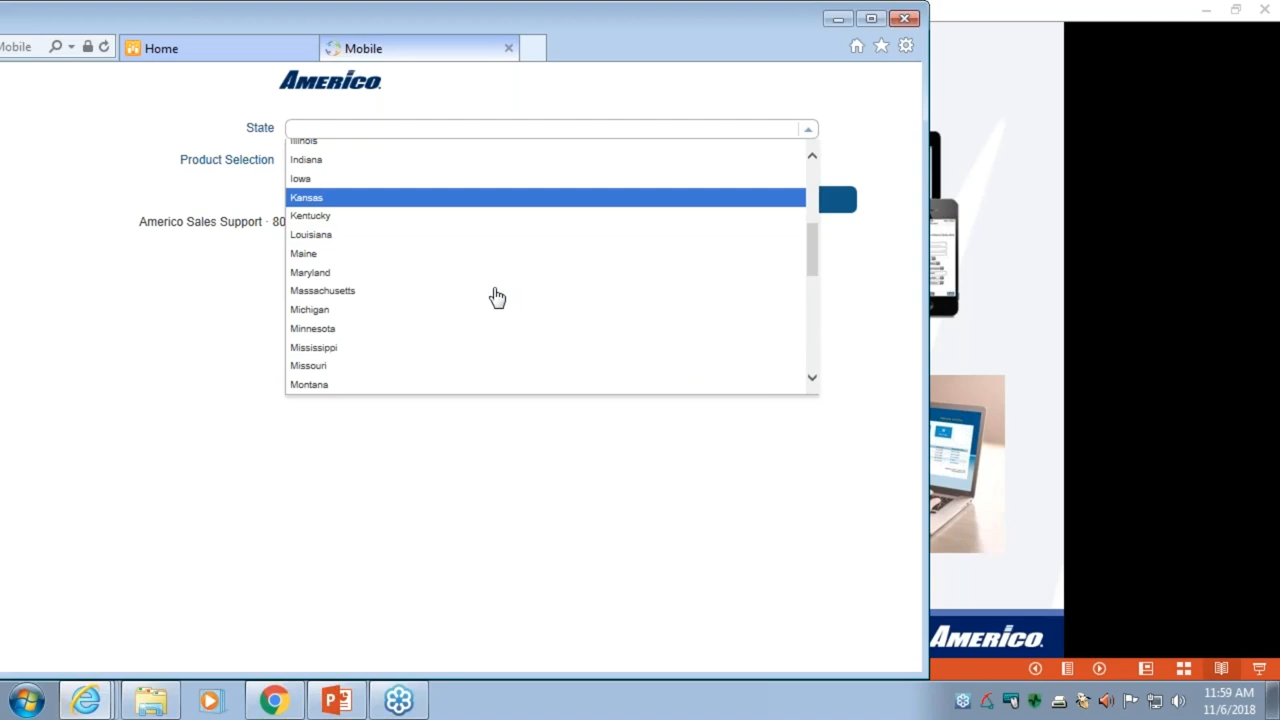 Mobile
Home
Mobile
AMERICO.
State
Illinois
Product Selection
Indiana
Iowa
Kansas
Americo Sales Support · 80
Kentucky
Louisiana
Maine
Maryland
Massachusetts
Michigan
Minnesota
Mississippi
Missouri
Montana
AMERICO.
11:59 AM
11/6/2018